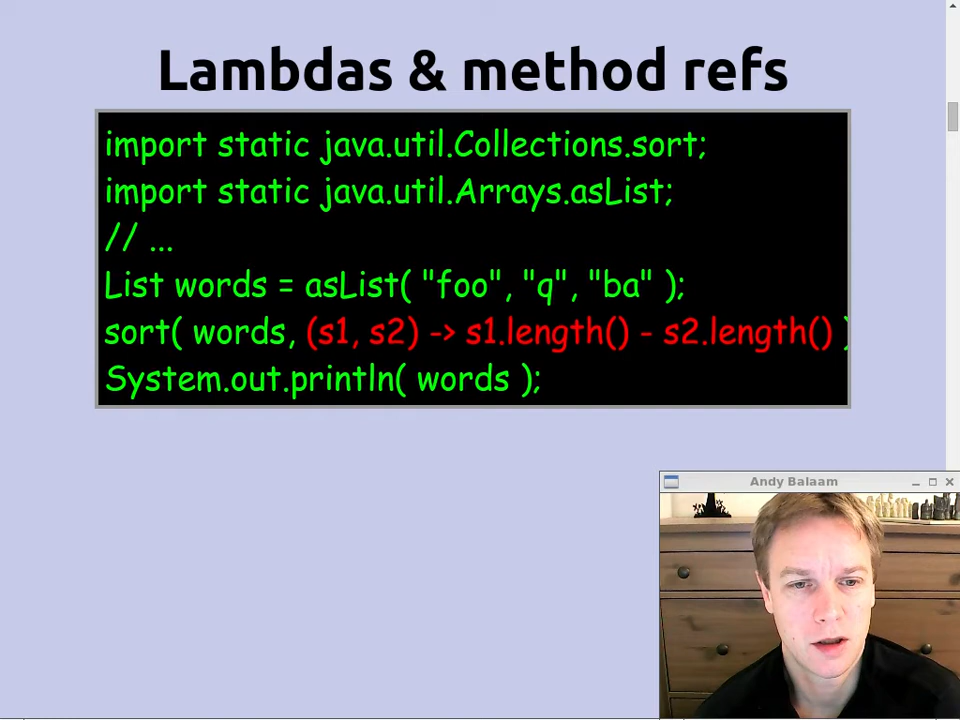 Lambdas & method refs
import static java.util.Collections.sort;
import static java.util.Arrays.asList;
// ...
List words = asList( "foo", "q", "ba" );
sort( words, (s1, s2) -> s1.length() - s2.length() )
System.out.println( words );
Andy Balaam